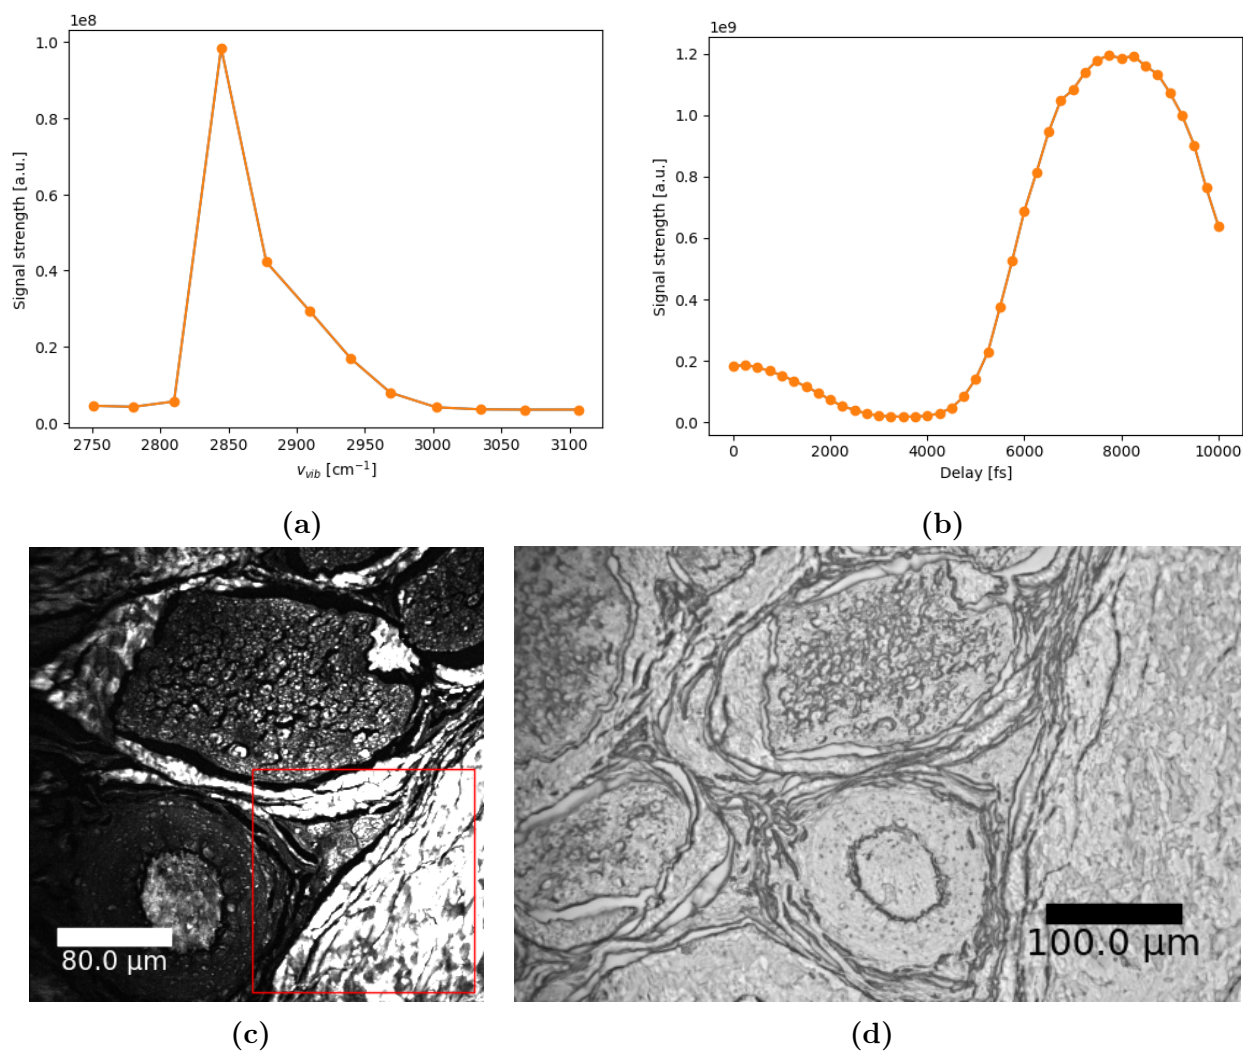 1e8
Signal strength [a.u.]
1.0
0.8
0.6
0.4
0.2
0.0
2750 2800 2850 2900 2950 3000 3050 3100
v_vib [cm⁻¹]
(a)
1e9
Signal strength [a.u.]
1.2
1.0
0.8
0.6
0.4
0.2
0.0
0 2000 4000 6000 8000 10000
Delay [fs]
(b)
80.0 µm
(c)
100.0 µm
(d)